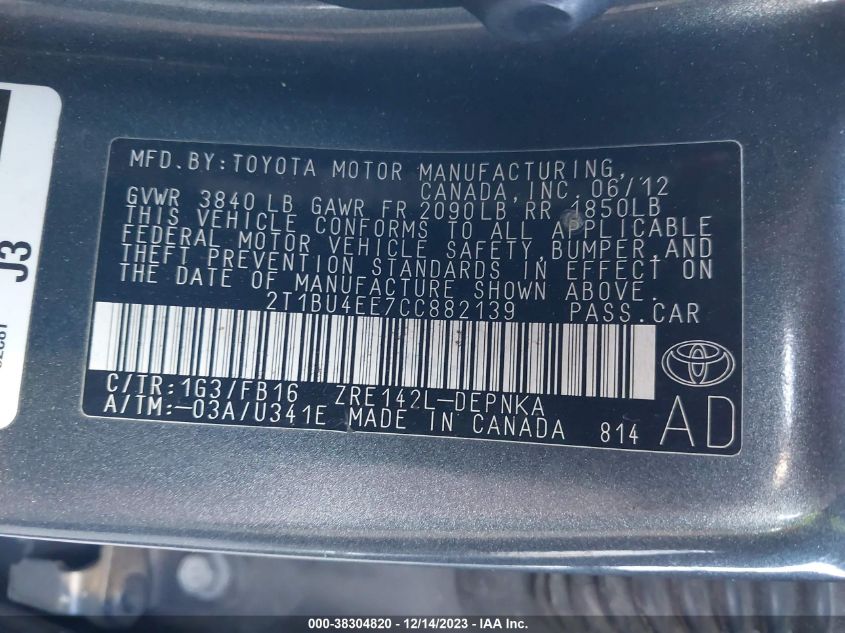 MFD.BY:TOYOTA MOTOR MANUFACTURING,
CANADA,INC. 06/12
GVWR 3840 LB GAWR FR 2090LB RR 1850LB
THIS VEHICLE CONFORMS TO ALL APPLICABLE
FEDERAL MOTOR VEHICLE SAFETY,BUMPER,AND
THEFT PREVENTION STANDARDS IN EFFECT ON
THE DATE OF MANUFACTURE SHOWN ABOVE.
2T1BU4EE7CC882139 PASS.CAR
C/TR:1G3/FB16 ZRE142L-DEPNKA
A/TM:-03A/U341E MADE IN CANADA 814
AD
J3
000-38304820 - 12/14/2023 - IAA Inc.